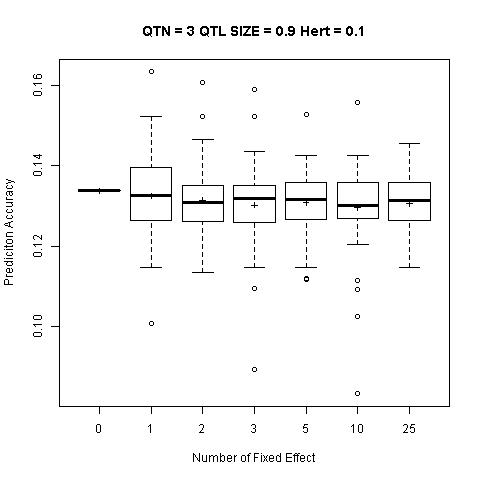 QTN = 3 QTL SIZE = 0.9 Hert = 0.1
0.16
0.14
0.12
0.10
Prediciton Accuracy
0 1 2 3 5 10 25
Number of Fixed Effect